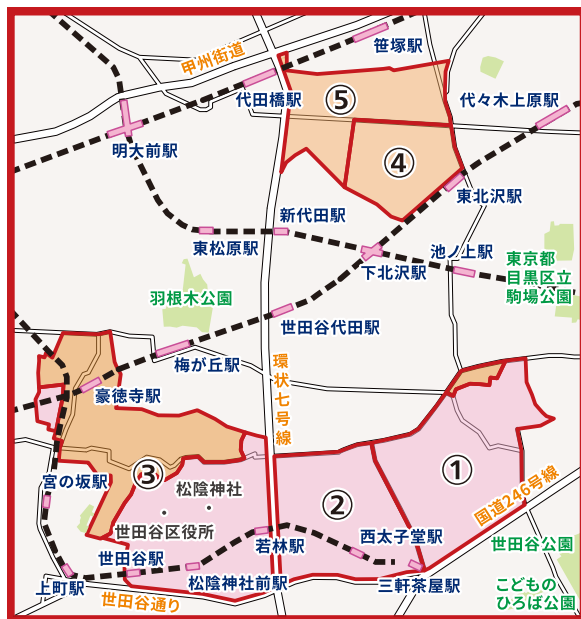 笹塚駅
甲州街道
代田橋駅
⑤
代々木上原駅
明大前駅
④
東北沢駅
新代田駅
東松原駅
池ノ上駅
下北沢駅
東京都
目黒区立
駒場公園
羽根木公園
世田谷代田駅
梅が丘駅
環状七号線
豪徳寺駅
①
③
宮の坂駅
松陰神社
国道246号線
②
世田谷区役所
西太子堂駅
若林駅
世田谷公園
世田谷駅
上町駅
松陰神社前駅
三軒茶屋駅
こどもの
ひろば公園
世田谷通り